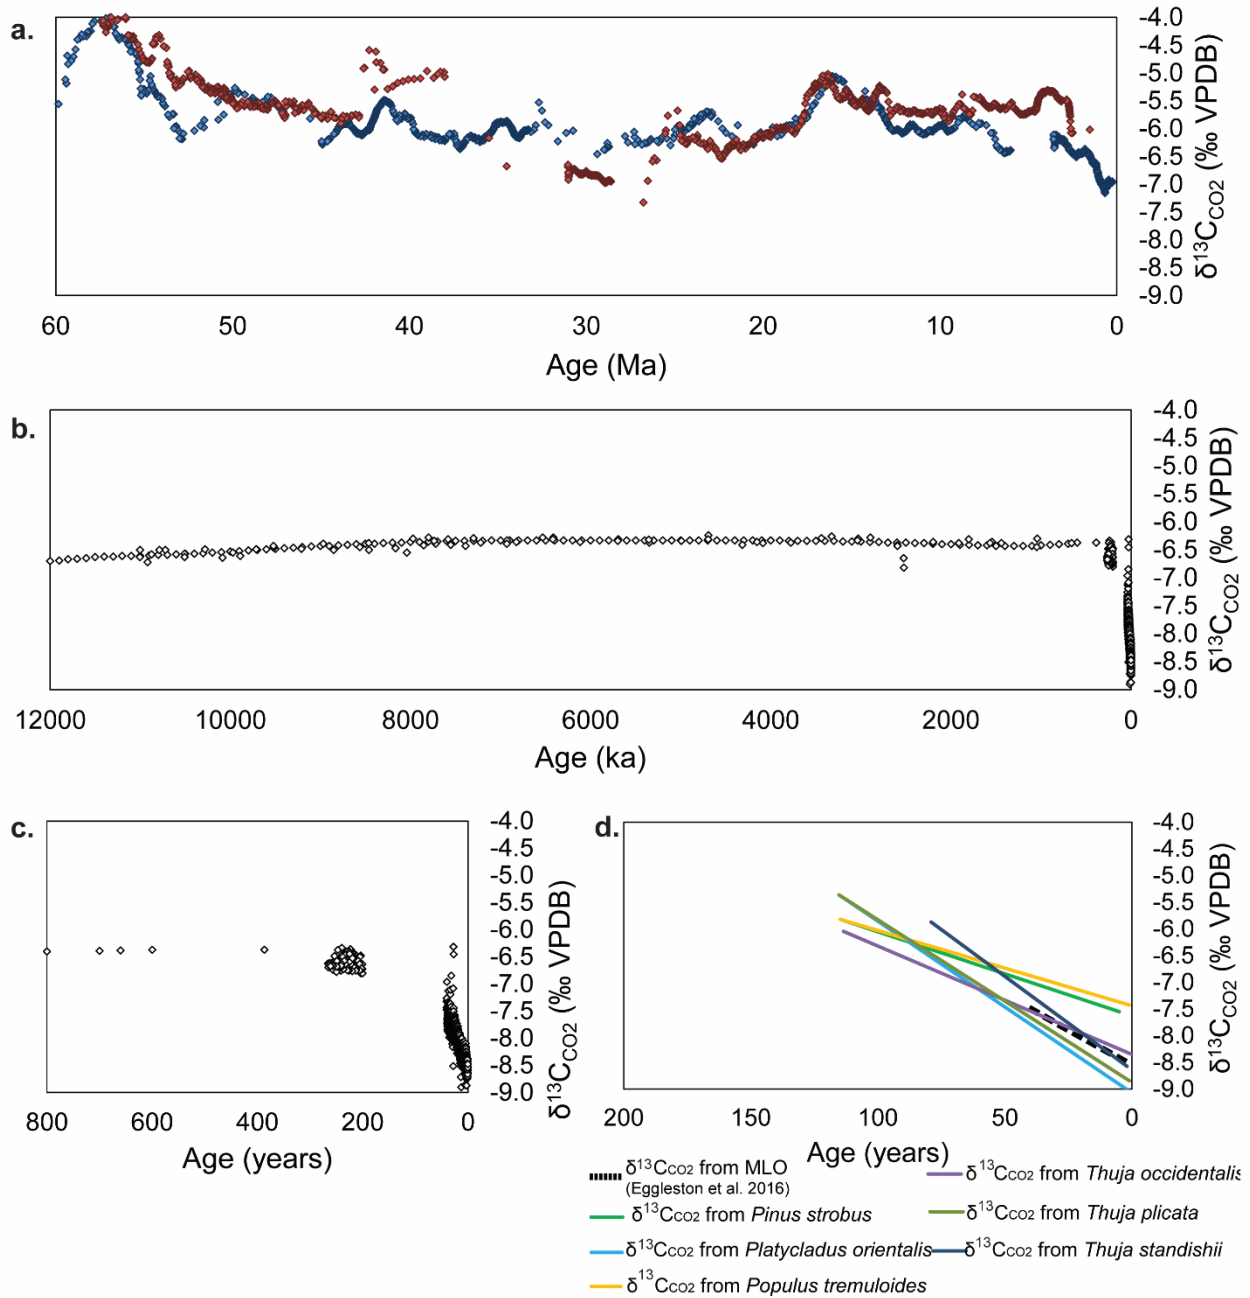 a.
-4.0
-4.5
-5.0
-5.5
-6.0
-6.5
-7.0
-7.5
-8.0
-8.5
-9.0
δ13CCO2 (‰ VPDB)
60 50 40 30 20 10 0
Age (Ma)
b.
-4.0
-4.5
-5.0
-5.5
-6.0
-6.5
-7.0
-7.5
-8.0
-8.5
-9.0
δ13CCO2 (‰ VPDB)
12000 10000 8000 6000 4000 2000 0
Age (ka)
c.
-4.0
-4.5
-5.0
-5.5
-6.0
-6.5
-7.0
-7.5
-8.0
-8.5
-9.0
δ13CCO2 (‰ VPDB)
800 600 400 200 0
Age (years)
d.
-4.0
-4.5
-5.0
-5.5
-6.0
-6.5
-7.0
-7.5
-8.0
-8.5
-9.0
δ13CCO2 (‰ VPDB)
200 150 100 50 0
Age (years)
δ13CCO2 from MLO
(Eggleston et al. 2016)
δ13CCO2 from Pinus strobus
δ13CCO2 from Platycladus orientalis
δ13CCO2 from Populus tremuloides
δ13CCO2 from Thuja occidentalis
δ13CCO2 from Thuja plicata
δ13CCO2 from Thuja standishii